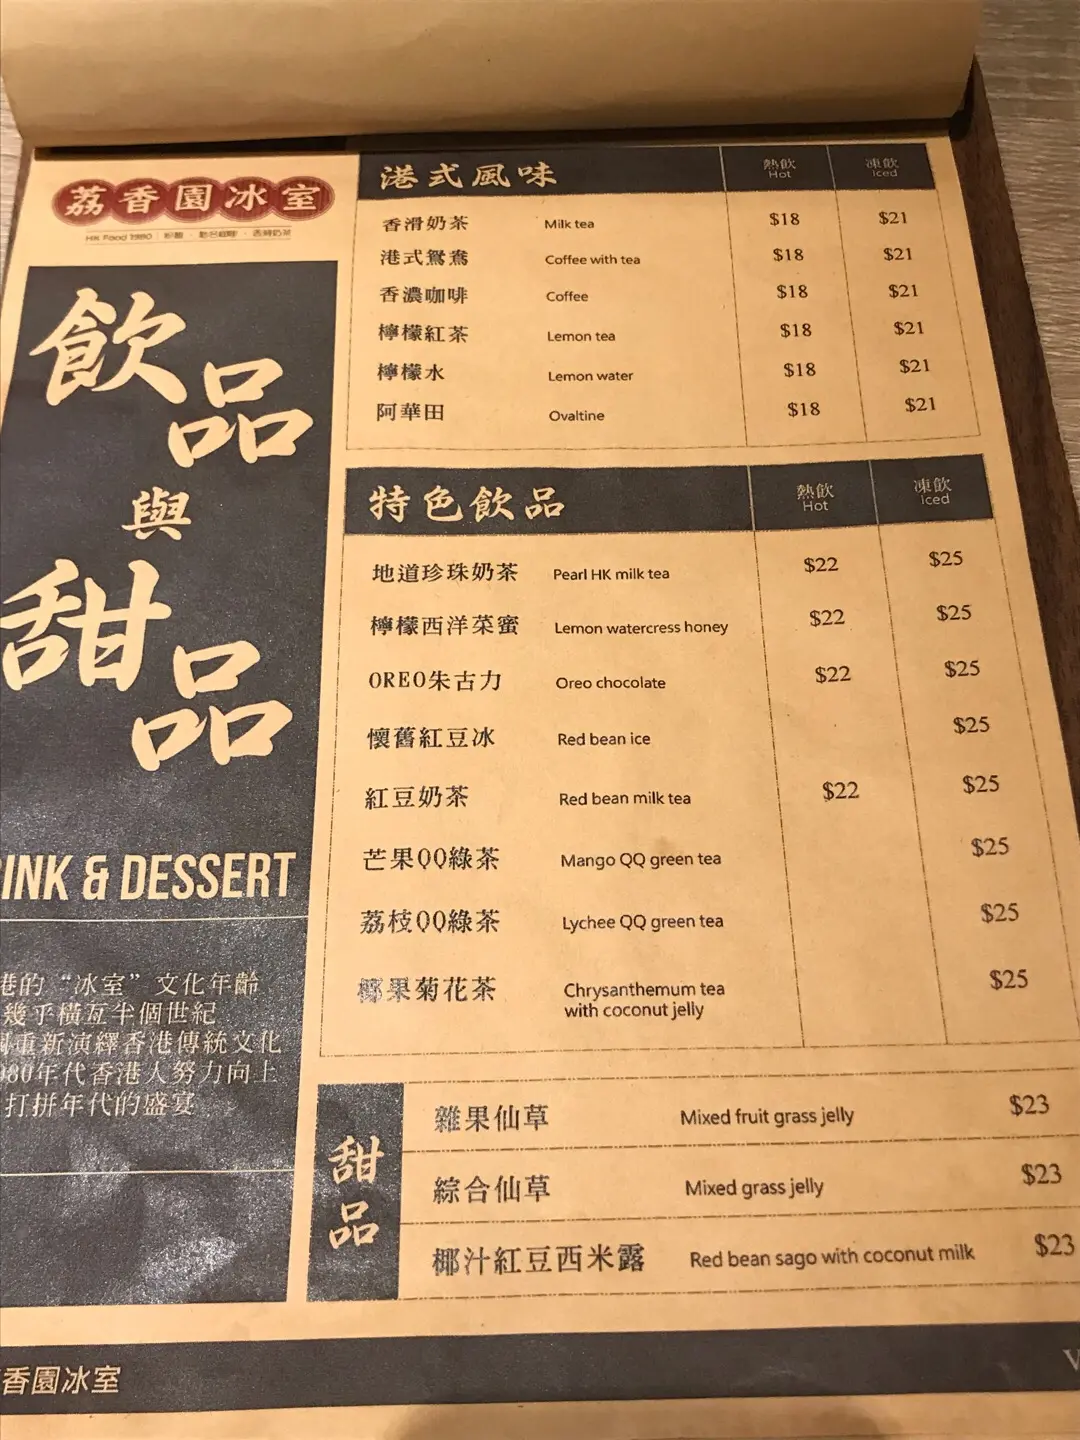 荔香園冰室
HK Food 1980
飲品
與
甜品
INK & DESSERT
港的“冰室”文化年齡
幾乎橫亙半個世紀
重新演繹香港傳統文化
980年代香港人努力向上
打拼年代的盛宴
港式風味 熱飲 Hot 凍飲 Iced
香滑奶茶 Milk tea $18 $21
港式鴛鴦 Coffee with tea $18 $21
香濃咖啡 Coffee $18 $21
檸檬紅茶 Lemon tea $18 $21
檸檬水 Lemon water $18 $21
阿華田 Ovaltine $18 $21
特色飲品 熱飲 Hot 凍飲 Iced
地道珍珠奶茶 Pearl HK milk tea $22 $25
檸檬西洋菜蜜 Lemon watercress honey $22 $25
OREO朱古力 Oreo chocolate $22 $25
懷舊紅豆冰 Red bean ice $25
紅豆奶茶 Red bean milk tea $22 $25
芒果QQ綠茶 Mango QQ green tea $25
荔枝QQ綠茶 Lychee QQ green tea $25
椰果菊花茶 Chrysanthemum tea $25
with coconut jelly
甜品
雜果仙草 Mixed fruit grass jelly $23
綜合仙草 Mixed grass jelly $23
椰汁紅豆西米露 Red bean sago with coconut milk $23
香園冰室
V